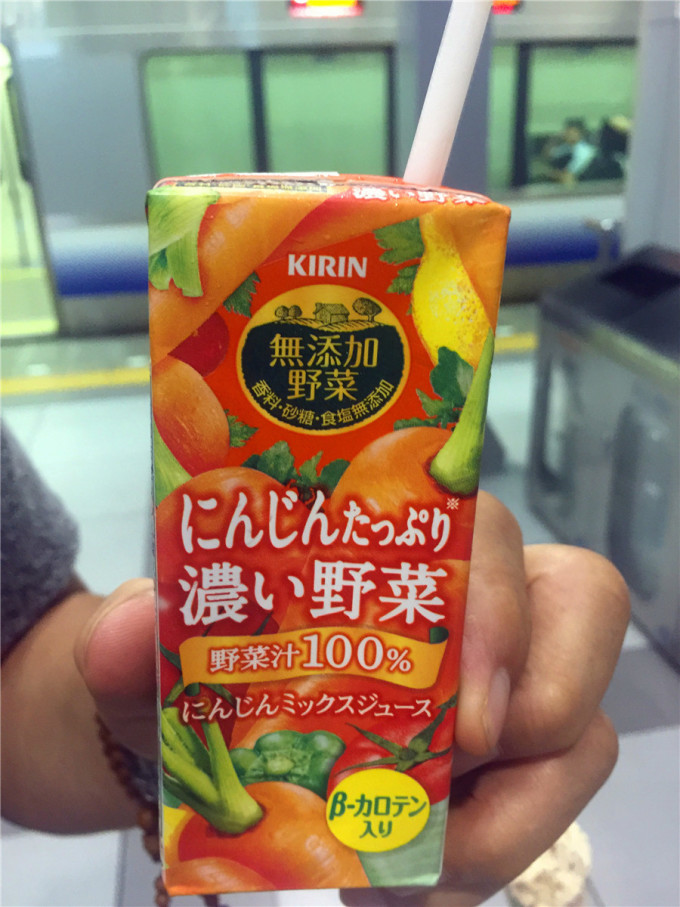 濃い野菜
KIRIN
無添加
野菜
香料・砂糖・食塩無添加
にんじんたっぷり※
濃い野菜
野菜汁100%
にんじんミックスジュース
β-カロテン
入り